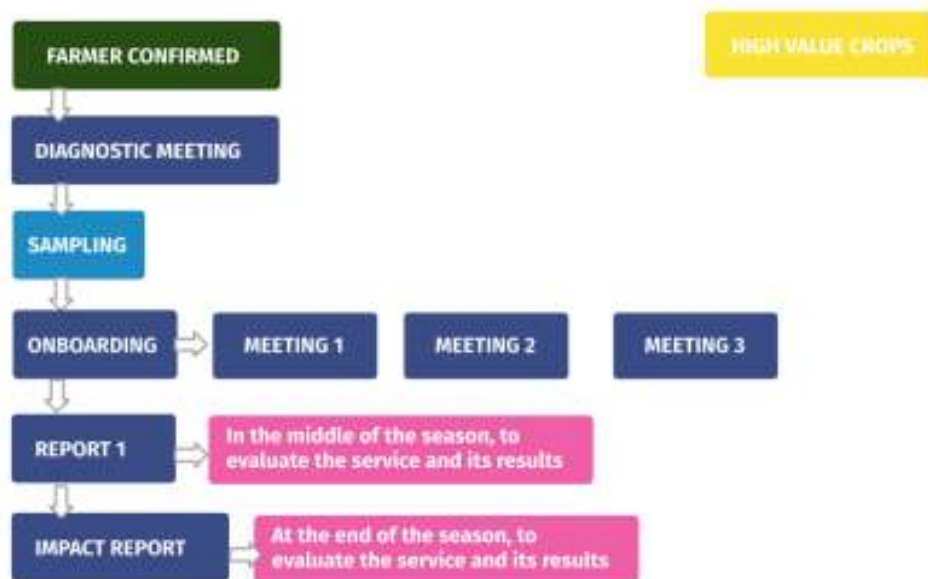 FARMER CONFIRMED
HIGH VALUE CROPS
DIAGNOSTIC MEETING
SAMPLING
ONBOARDING
MEETING 1
MEETING 2
MEETING 3
REPORT 1
In the middle of the season, to
evaluate the service and its results
IMPACT REPORT
At the end of the season, to
evaluate the service and its results